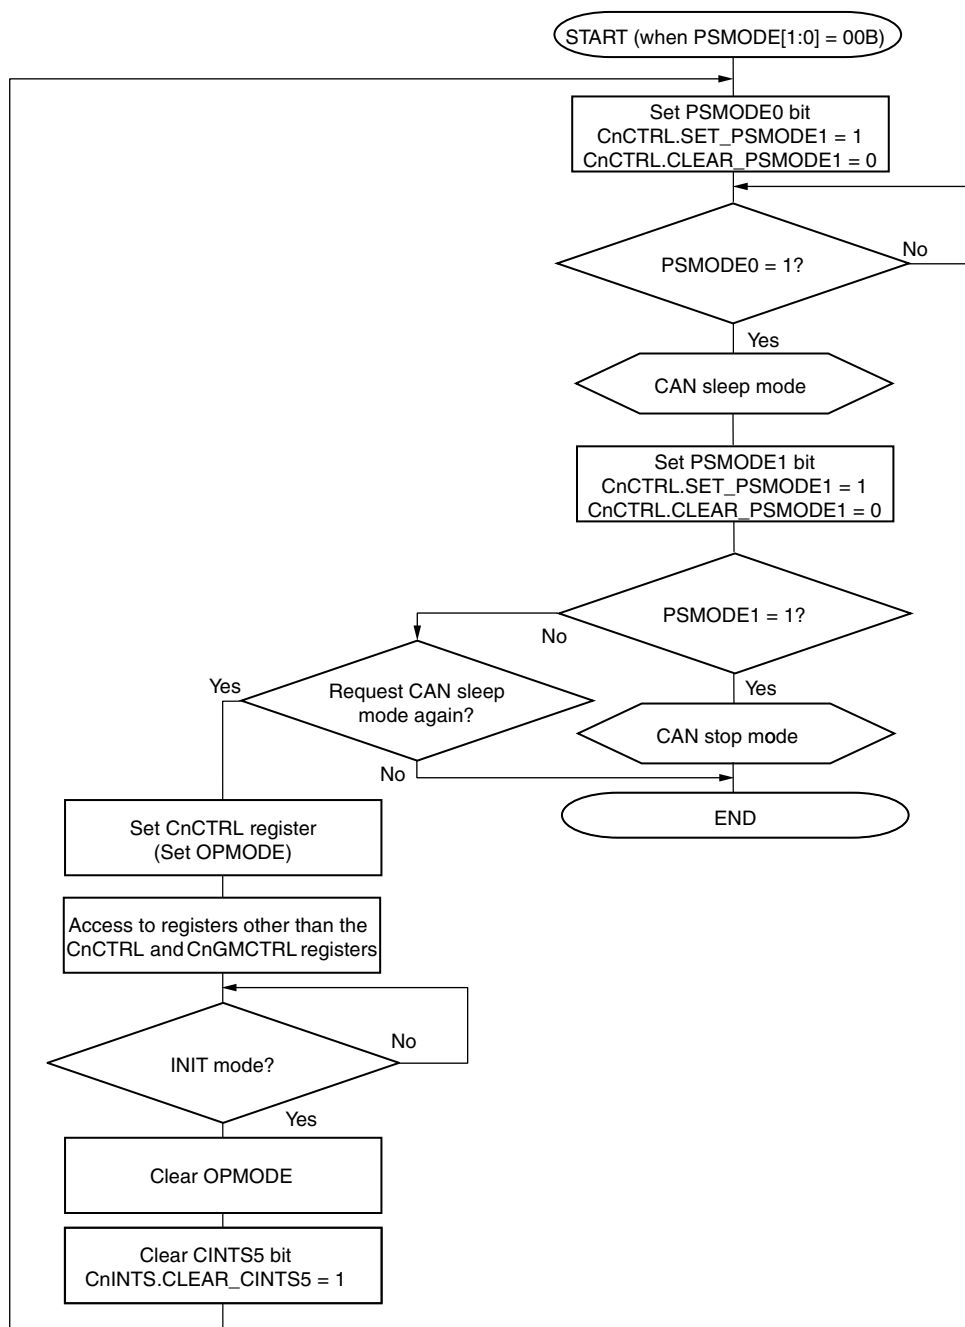 START (when PSMODE[1:0] = 00B)
Set PSMODE0 bit
CnCTRL.SET_PSMODE1 = 1
CnCTRL.CLEAR_PSMODE1 = 0
PSMODE0 = 1?
No
Yes
CAN sleep mode
Set PSMODE1 bit
CnCTRL.SET_PSMODE1 = 1
CnCTRL.CLEAR_PSMODE1 = 0
PSMODE1 = 1?
No
Yes
CAN stop mode
Request CAN sleep
mode again?
Yes
No
END
Set CnCTRL register
(Set OPMODE)
Access to registers other than the
CnCTRL and CnGMCTRL registers
INIT mode?
No
Yes
Clear OPMODE
Clear CINTS5 bit
CnINTS.CLEAR_CINTS5 = 1